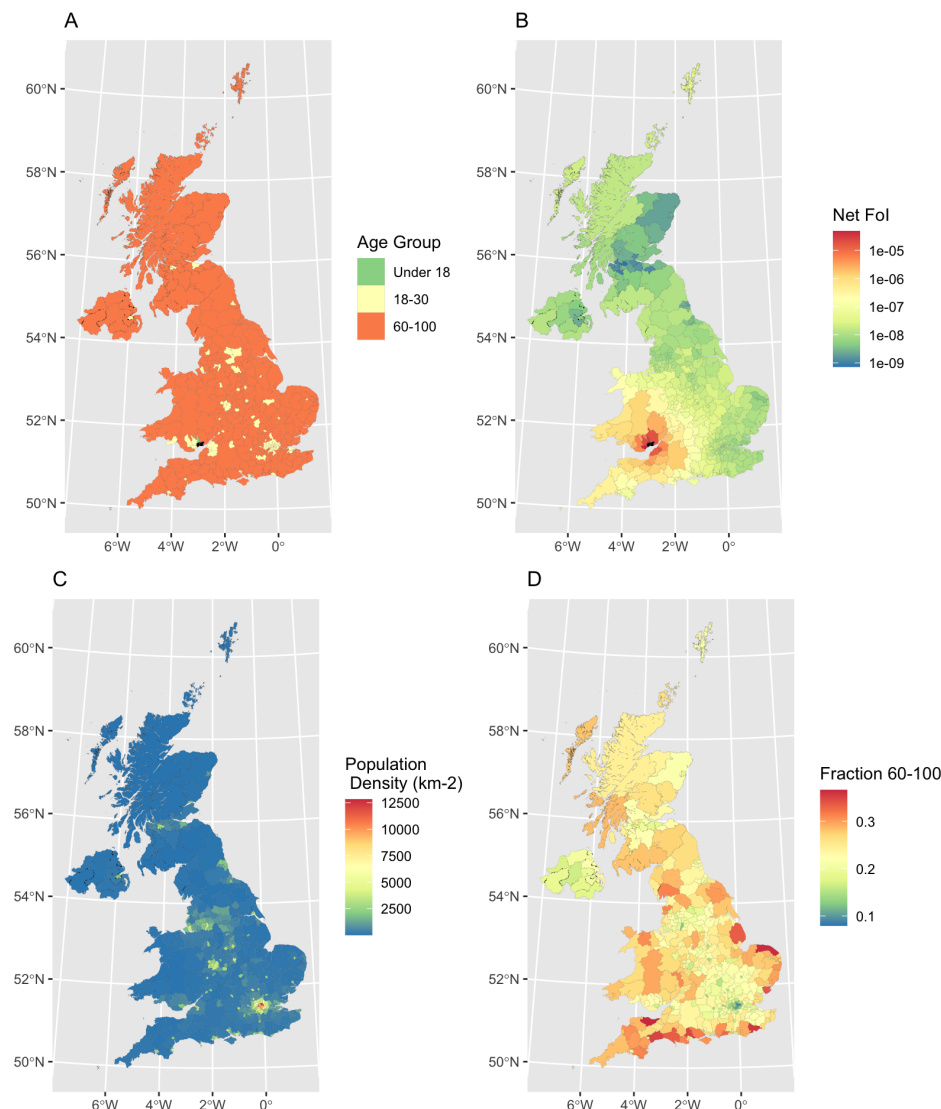 A
60°N
58°N
56°N
54°N
52°N
50°N
6°W
4°W
2°W
0°
Age Group
Under 18
18-30
60-100
B
60°N
58°N
56°N
54°N
52°N
50°N
6°W
4°W
2°W
0°
Net FoI
1e-05
1e-06
1e-07
1e-08
1e-09
C
60°N
58°N
56°N
54°N
52°N
50°N
6°W
4°W
2°W
0°
Population
Density (km-2)
12500
10000
7500
5000
2500
D
60°N
58°N
56°N
54°N
52°N
50°N
6°W
4°W
2°W
0°
Fraction 60-100
0.3
0.2
0.1